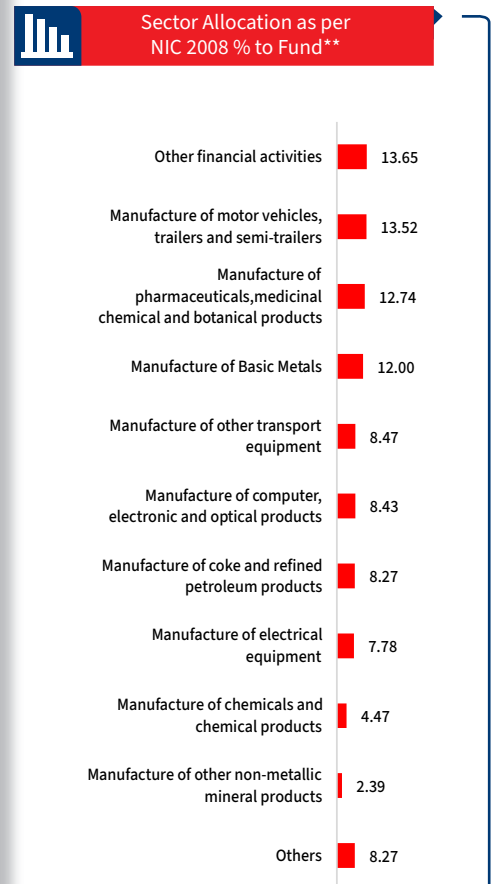 Sector Allocation as per
NIC 2008 % to Fund**
Other financial activities 13.65
Manufacture of motor vehicles,
trailers and semi-trailers 13.52
Manufacture of
pharmaceuticals,medicinal
chemical and botanical products 12.74
Manufacture of Basic Metals 12.00
Manufacture of other transport
equipment 8.47
Manufacture of computer,
electronic and optical products 8.43
Manufacture of coke and refined
petroleum products 8.27
Manufacture of electrical
equipment 7.78
Manufacture of chemicals and
chemical products 4.47
Manufacture of other non-metallic
mineral products 2.39
Others 8.27